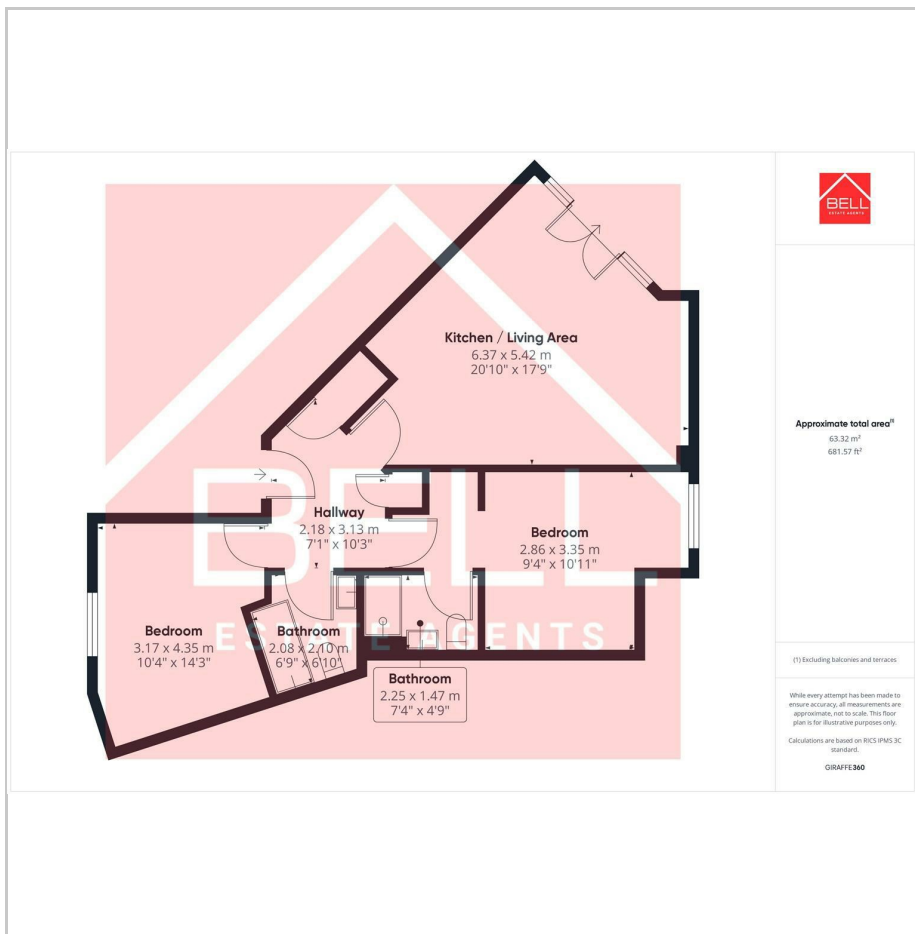 Kitchen / Living Area
6.37 x 5.42 m
20'10" x 17'9"
Hallway
2.18 x 3.13 m
7'1" x 10'3"
Bedroom
2.86 x 3.35 m
9'4" x 10'11"
Bedroom
3.17 x 4.35 m
10'4" x 14'3"
Bathroom
2.08 x 2.10 m
6'9" x 6'10"
Bathroom
2.25 x 1.47 m
7'4" x 4'9"
BELL
ESTATE AGENTS
BELL
ESTATE AGENTS
Approximate total area⁽¹⁾
63.32 m²
681.57 ft²
(1) Excluding balconies and terraces
While every attempt has been made to
ensure accuracy, all measurements are
approximate, not to scale. This floor
plan is for illustrative purposes only.
Calculations are based on RICS IPMS 3C
standard.
GIRAFFE360